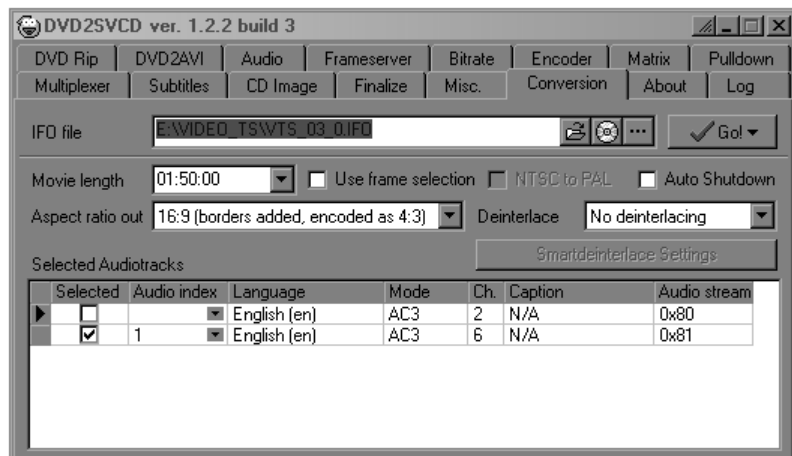 DVD2SVCD ver. 1.2.2 build 3
DVD Rip DVD2AVI Audio Frameserver Bitrate Encoder Matrix Pulldown
Multiplexer Subtitles CD Image Finalize Misc. Conversion About Log
IFO file E:\VIDEO_TS\VTS_03_0.IFO ... Go!
Movie length 01:50:00 Use frame selection NTSC to PAL Auto Shutdown
Aspect ratio out 16:9 (borders added, encoded as 4:3) Deinterlace No deinterlacing
Smartdeinterlace Settings
Selected Audiotracks
Selected Audio index Language Mode Ch. Caption Audio stream
English (en) AC3 2 N/A 0x80
1 English (en) AC3 6 N/A 0x81